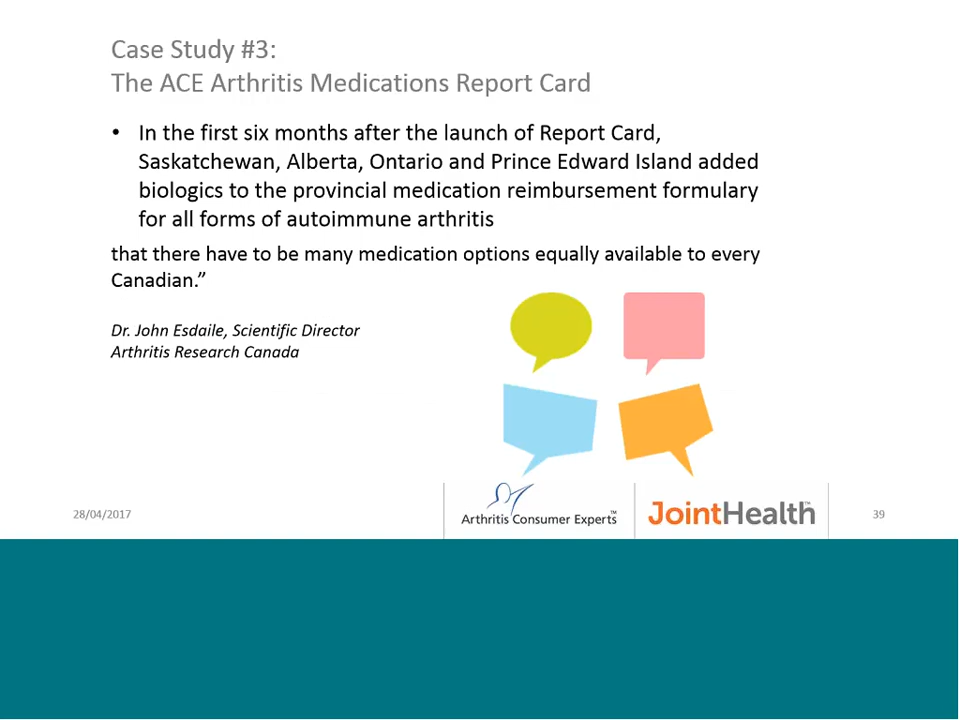 Case Study #3:
The ACE Arthritis Medications Report Card
• In the first six months after the launch of Report Card,
Saskatchewan, Alberta, Ontario and Prince Edward Island added
biologics to the provincial medication reimbursement formulary
for all forms of autoimmune arthritis
that there have to be many medication options equally available to every
Canadian.”
Dr. John Esdaile, Scientific Director
Arthritis Research Canada
28/04/2017
Arthritis Consumer Experts™
JointHealth™
39